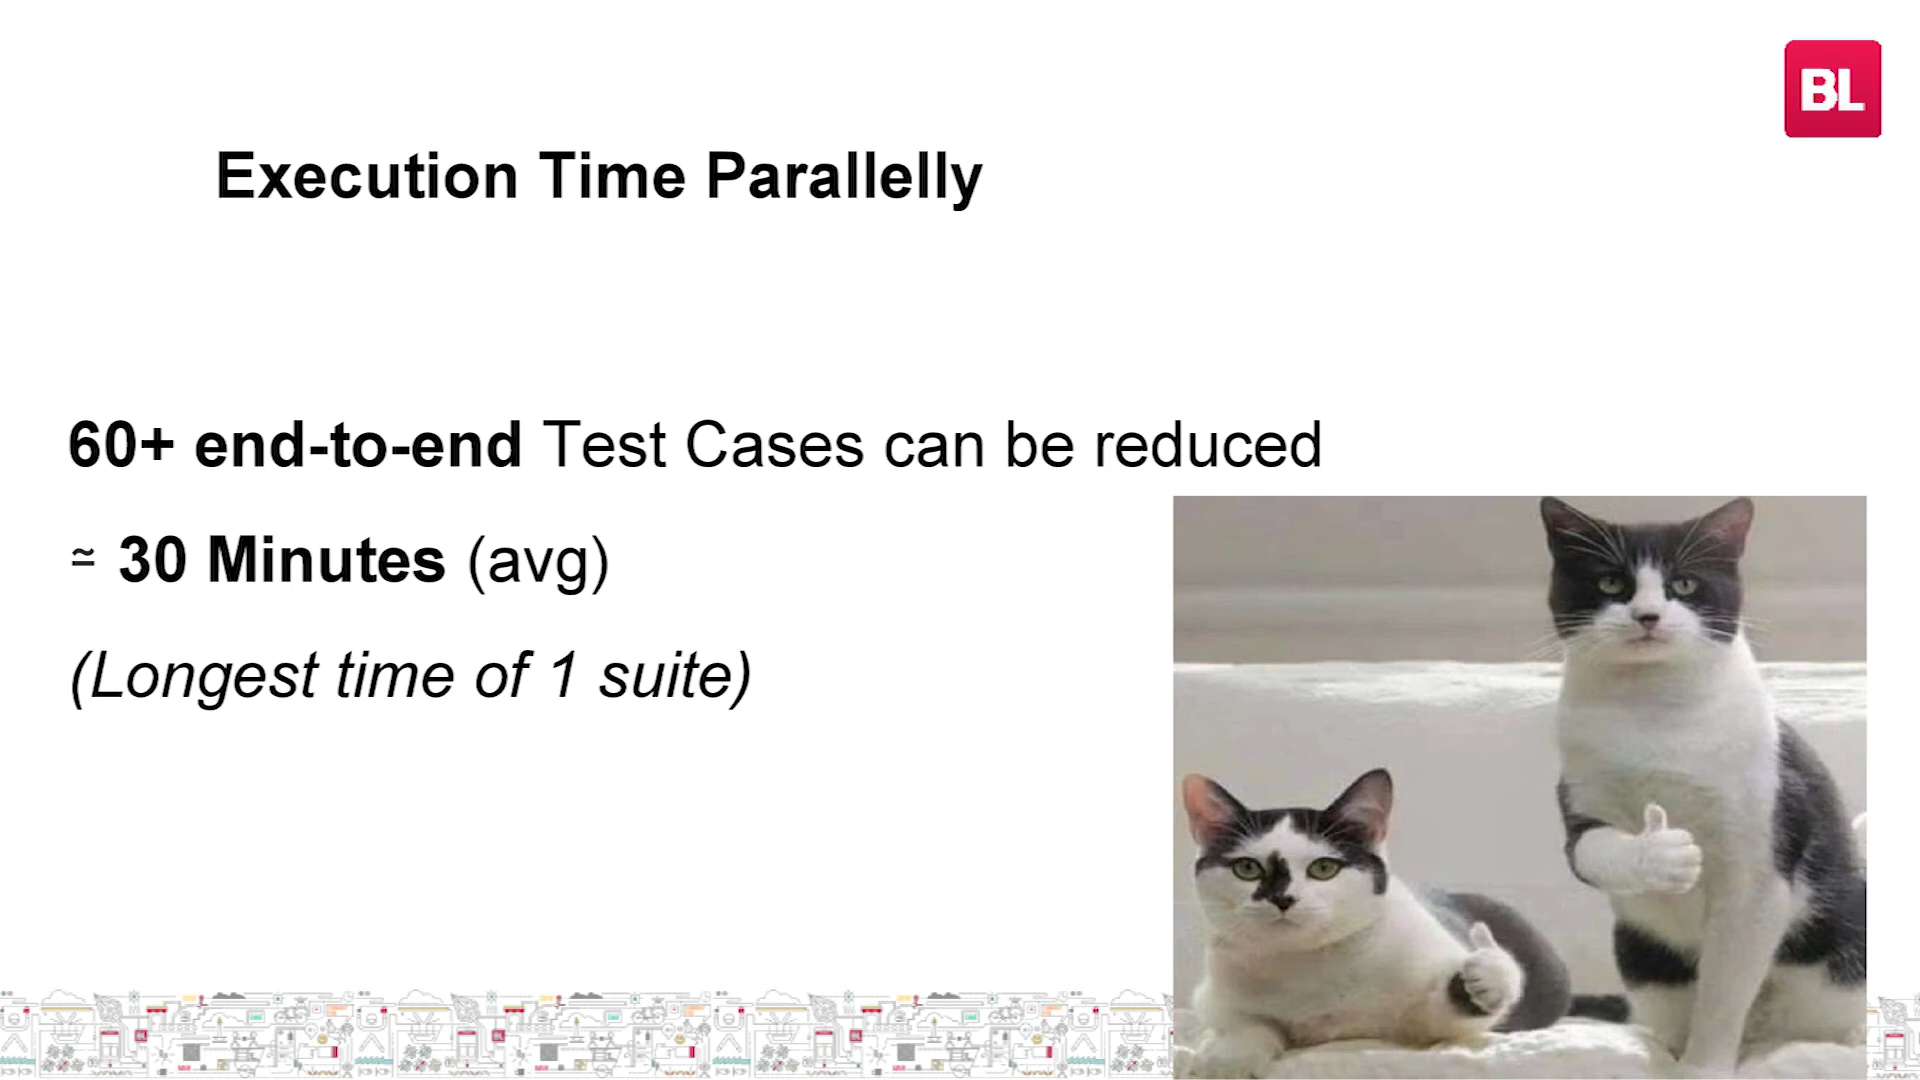 BL
Execution Time Parallelly
60+ end-to-end Test Cases can be reduced
≃ 30 Minutes (avg)
(Longest time of 1 suite)